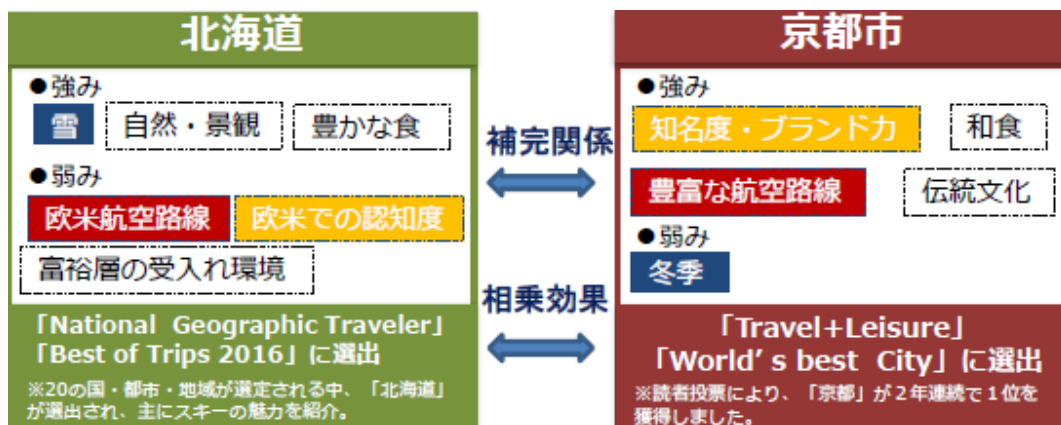 北海道
●強み
雪 自然・景観 豊かな食
●弱み
欧米航空路線 欧米での認知度
富裕層の受入れ環境
「National Geographic Traveler」
「Best of Trips 2016」に選出
※20の国・都市・地域が選定される中、「北海道」
が選出され、主にスキーの魅力を紹介。
補完関係
相乗効果
京都市
●強み
知名度・ブランド力 和食
豊富な航空路線 伝統文化
●弱み
冬季
「Travel+Leisure」
「World's best City」に選出
※読者投票により、「京都」が2年連続で1位を
獲得しました。